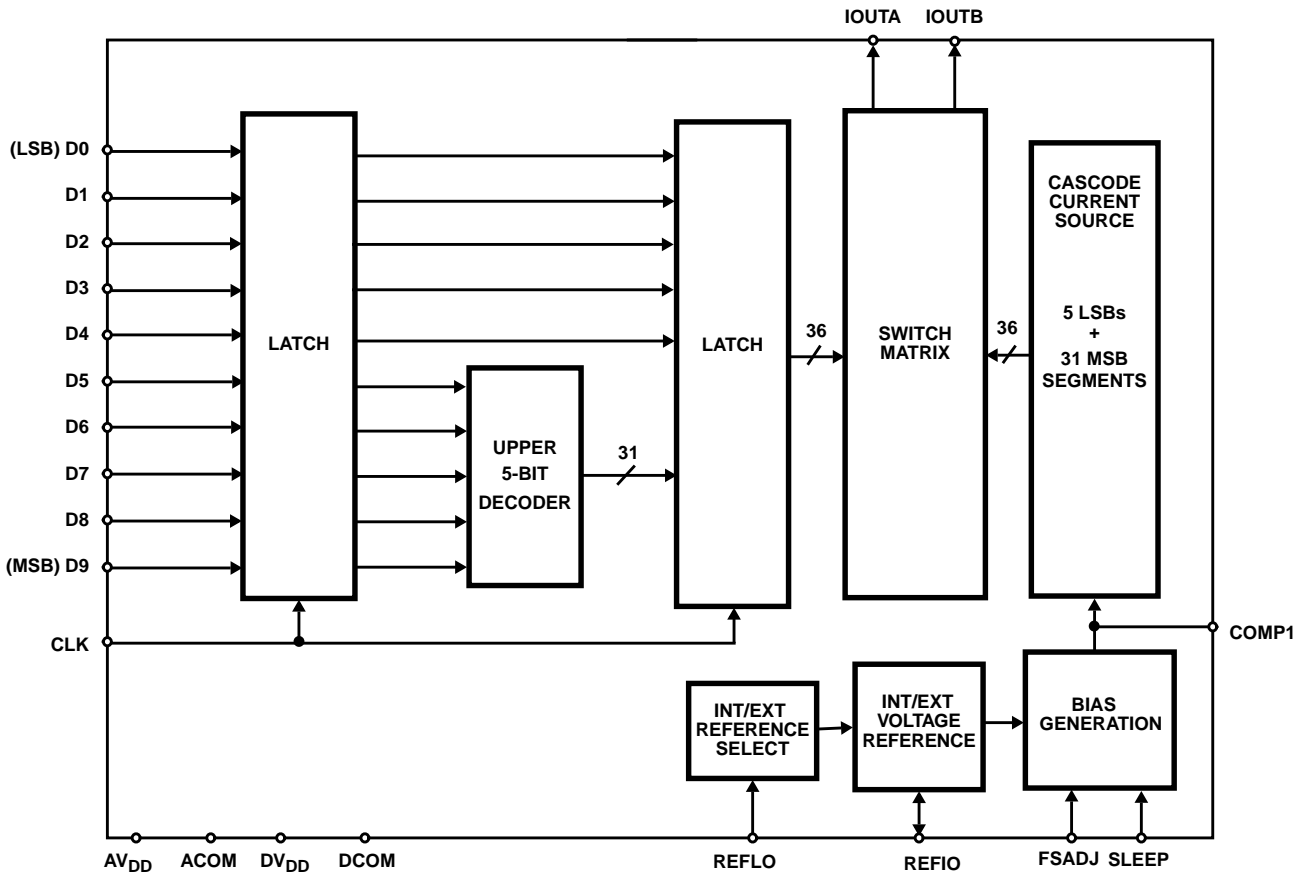 IOUTA IOUTB
(LSB) D0
D1
D2
D3
D4
D5
D6
D7
D8
(MSB) D9
CLK
LATCH
UPPER
5-BIT
DECODER
31
LATCH
36
SWITCH
MATRIX
36
CASCODE
CURRENT
SOURCE
5 LSBs
+
31 MSB
SEGMENTS
COMP1
INT/EXT
REFERENCE
SELECT
INT/EXT
VOLTAGE
REFERENCE
BIAS
GENERATION
AVDD ACOM DVDD DCOM REFLO REFIO FSADJ SLEEP